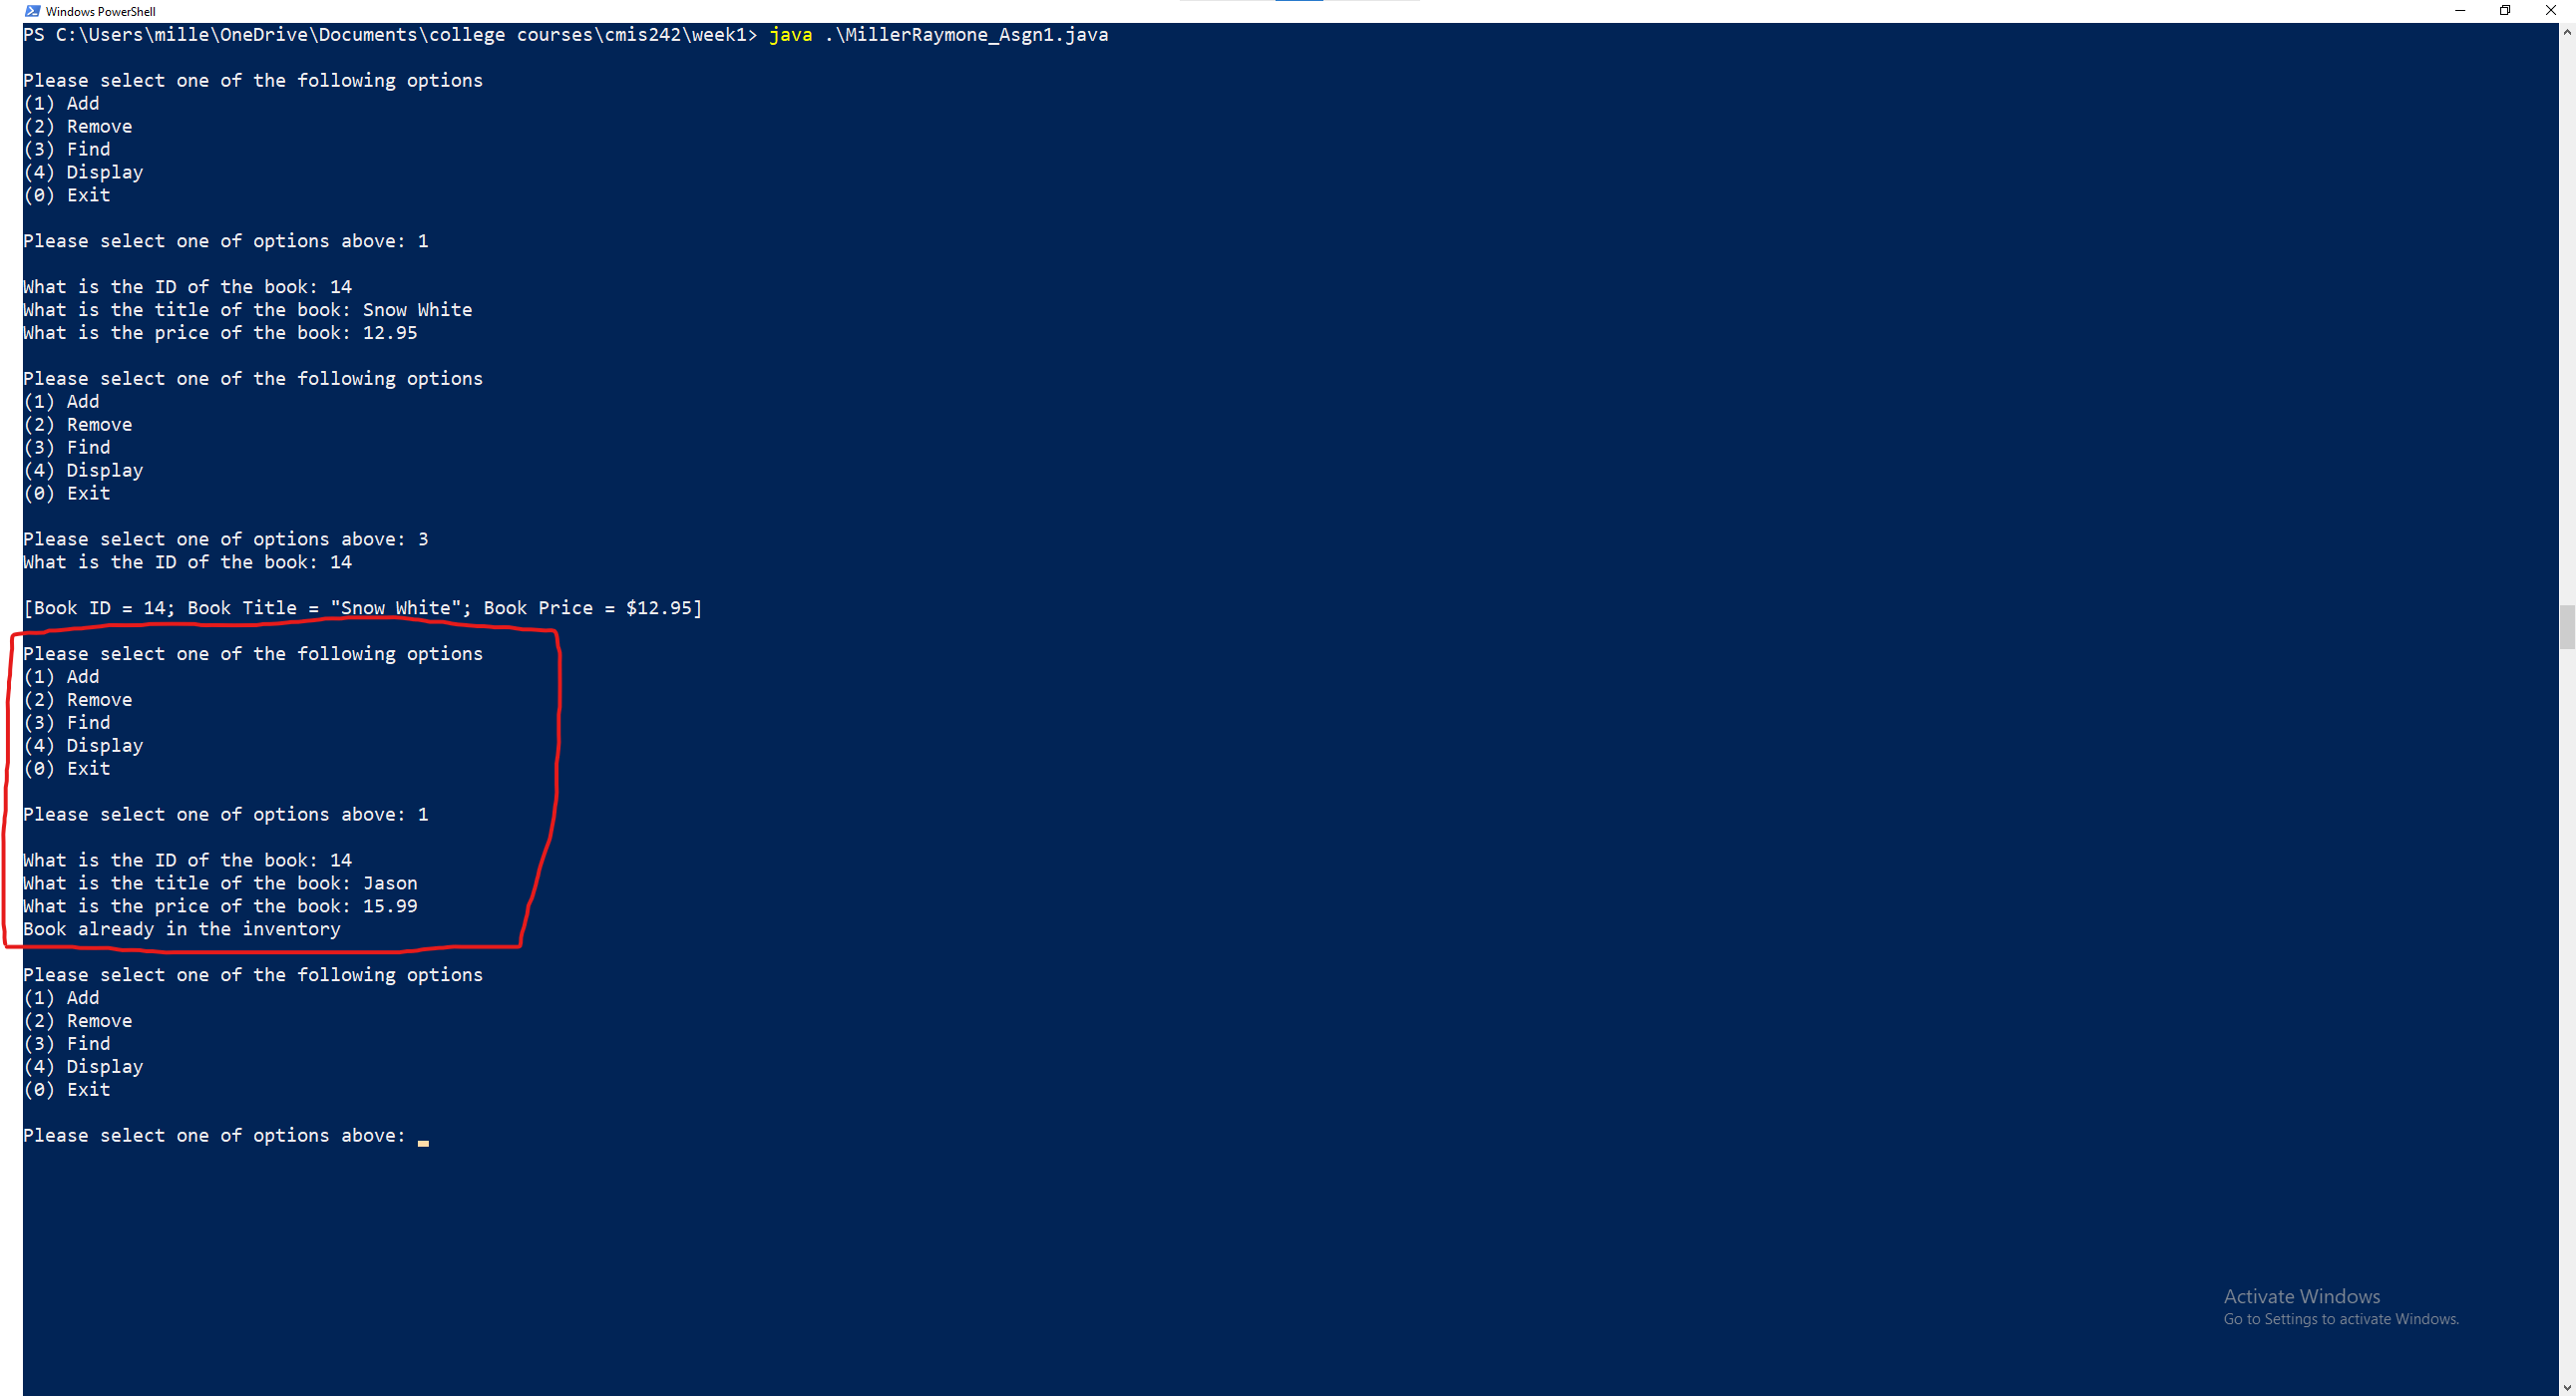 Windows PowerShell
PS C:\Users\mille\OneDrive\Documents\college courses\cmis242\week1> java .\MillerRaymone_Asgn1.java
Please select one of the following options
(1) Add
(2) Remove
(3) Find
(4) Display
(0) Exit
Please select one of options above: 1
What is the ID of the book: 14
What is the title of the book: Snow White
What is the price of the book: 12.95
Please select one of the following options
(1) Add
(2) Remove
(3) Find
(4) Display
(0) Exit
Please select one of options above: 3
What is the ID of the book: 14
[Book ID = 14; Book Title = "Snow White"; Book Price = $12.95]
Please select one of the following options
(1) Add
(2) Remove
(3) Find
(4) Display
(0) Exit
Please select one of options above: 1
What is the ID of the book: 14
What is the title of the book: Jason
What is the price of the book: 15.99
Book already in the inventory
Please select one of the following options
(1) Add
(2) Remove
(3) Find
(4) Display
(0) Exit
Please select one of options above:
Activate Windows
Go to Settings to activate Windows.